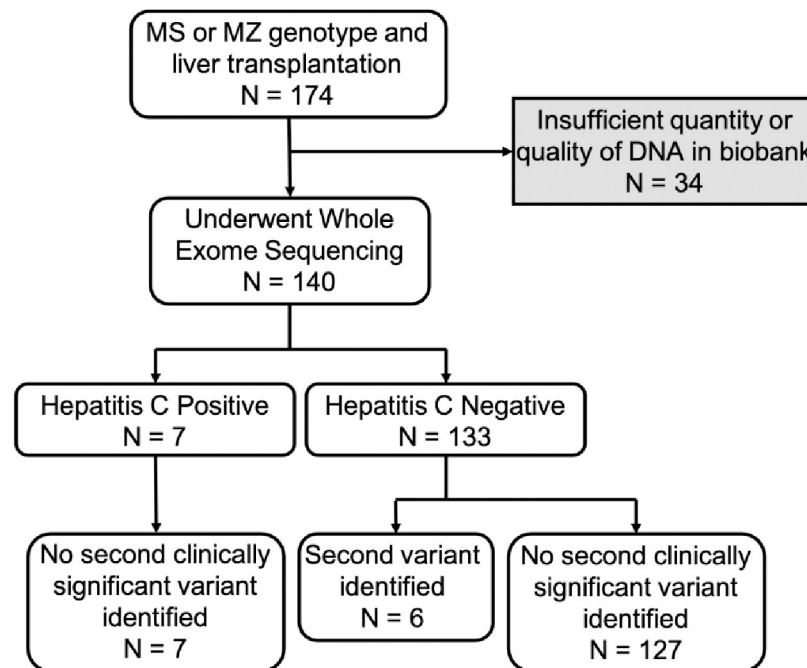 MS or MZ genotype and
liver transplantation
N = 174
Insufficient quantity or
quality of DNA in biobank
N = 34
Underwent Whole
Exome Sequencing
N = 140
Hepatitis C Positive
N = 7
Hepatitis C Negative
N = 133
No second clinically
significant variant
identified
N = 7
Second variant
identified
N = 6
No second clinically
significant variant
identified
N = 127